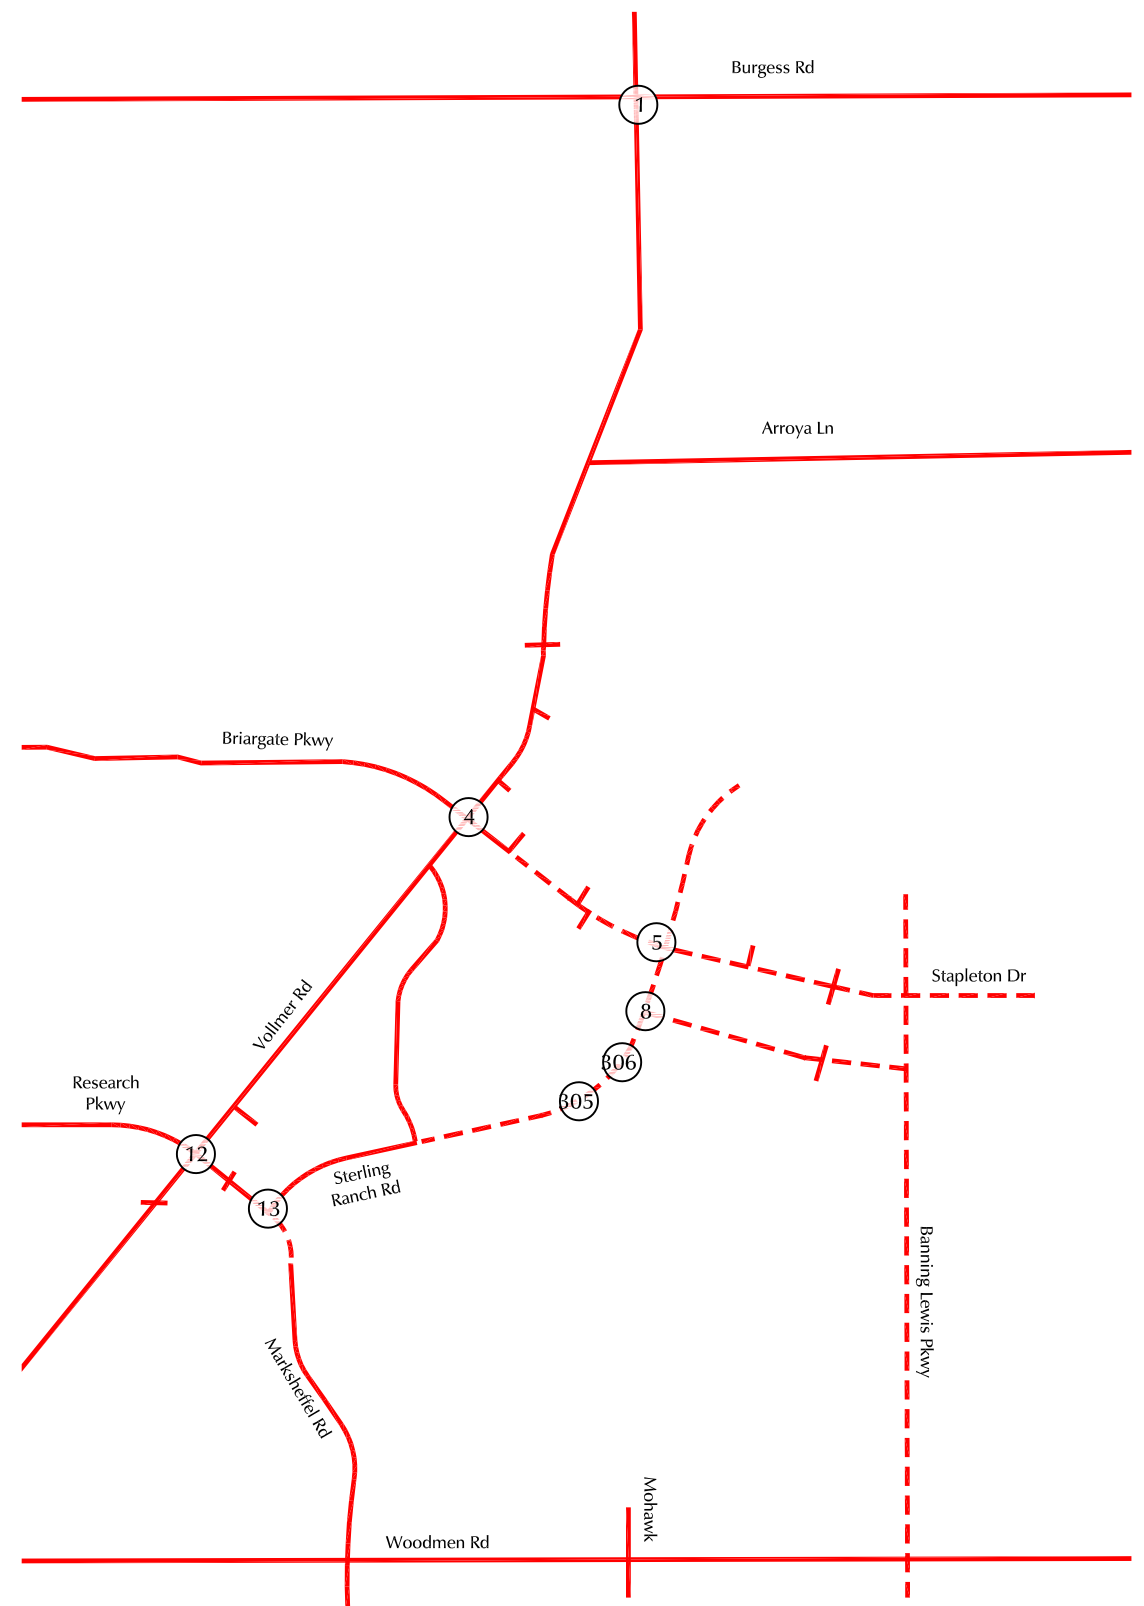 Burgess Rd
1
Arroya Ln
Briargate Pkwy
4
5
Stapleton Dr
Vollmer Rd
8
306
Research
Pkwy
305
12
Sterling
Ranch Rd
13
Banning Lewis Pkwy
Marksheffel Rd
Mohawk
Woodmen Rd